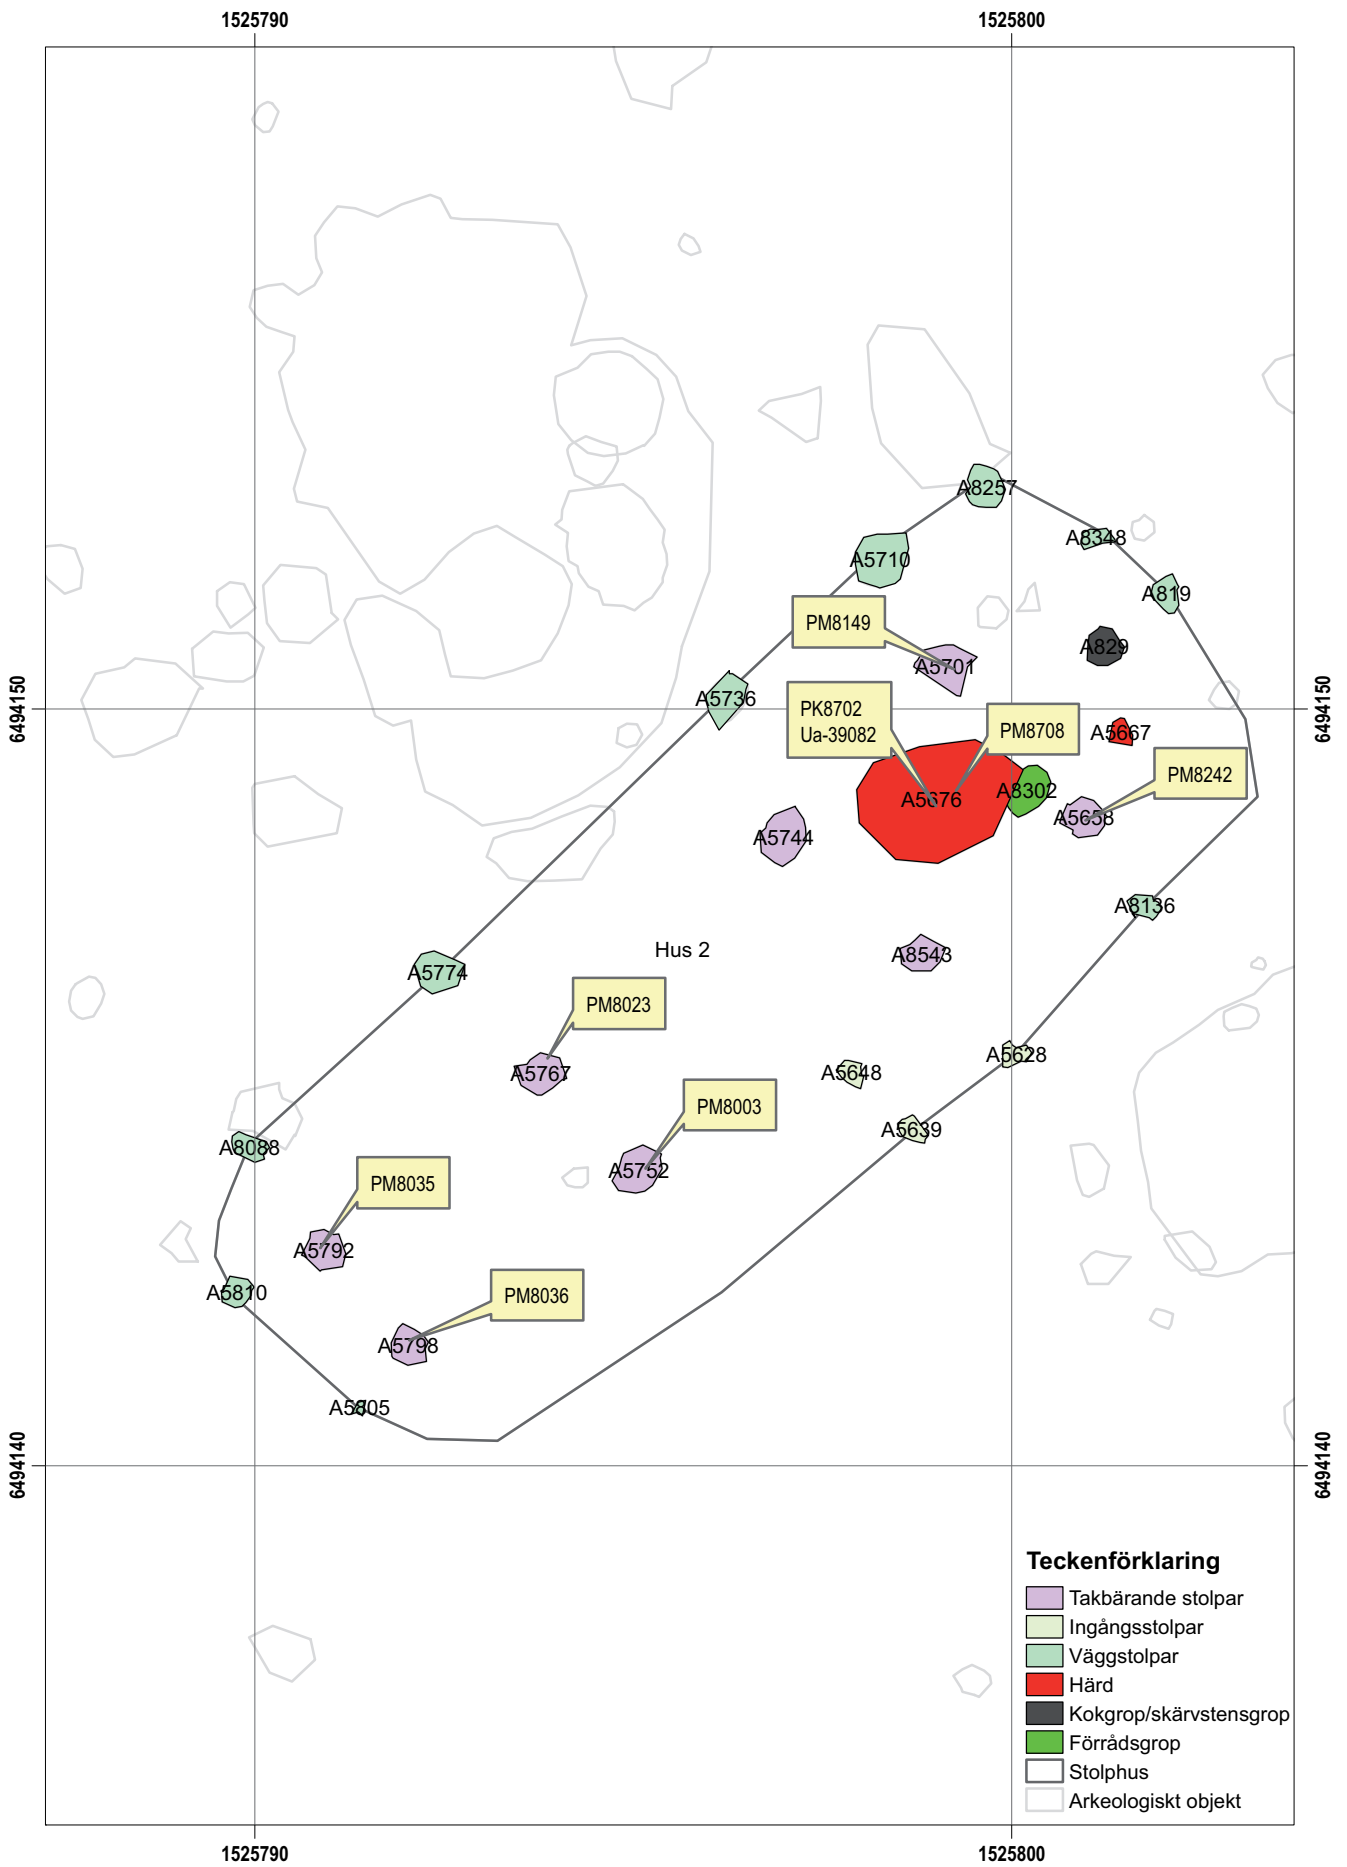 1525790
1525800
A8257
A8348
A5710
A819
PM8149
A829
A5701
A5736
6494150
6494150
PK8702
Ua-39082
PM8708
A5667
PM8242
A5676
A8302
A5658
A5744
A8136
Hus 2
A8543
A5774
PM8023
A5628
A5767
A5648
PM8003
A5639
A8088
A5752
PM8035
A5792
A5810
PM8036
A5798
A5805
6494140
6494140
Teckenförklaring
Takbärande stolpar
Ingångsstolpar
Väggstolpar
Härd
Kokgrop/skärvstensgrop
Förrådsgrop
Stolphus
Arkeologiskt objekt
1525790
1525800